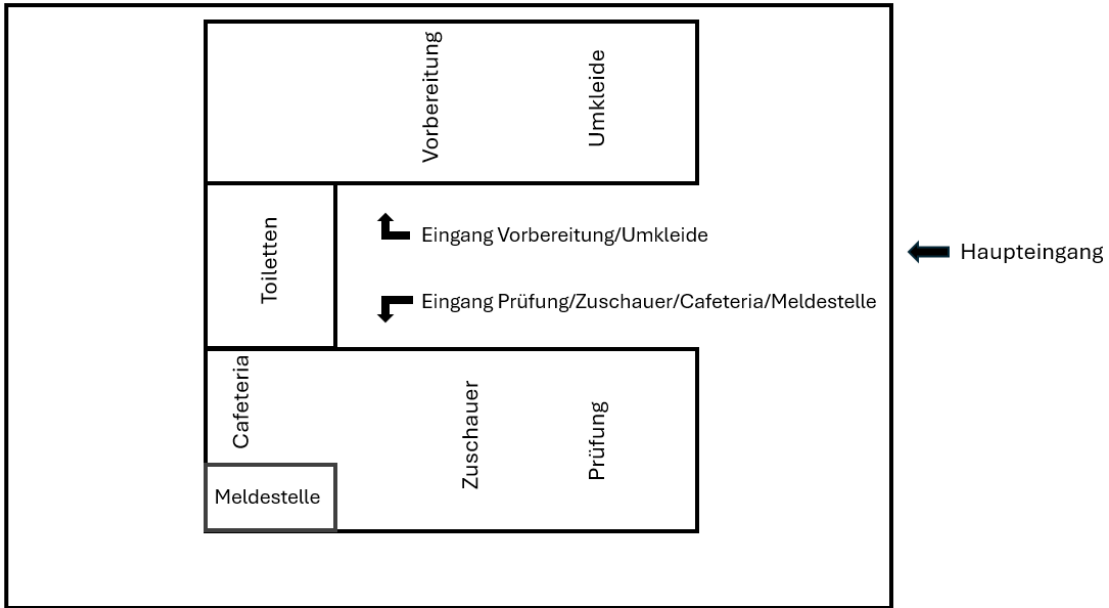 Vorbereitung
Umkleide
Toiletten
Eingang Vorbereitung/Umkleide
Haupteingang
Eingang Prüfung/Zuschauer/Cafeteria/Meldestelle
Cafeteria
Zuschauer
Prüfung
Meldestelle